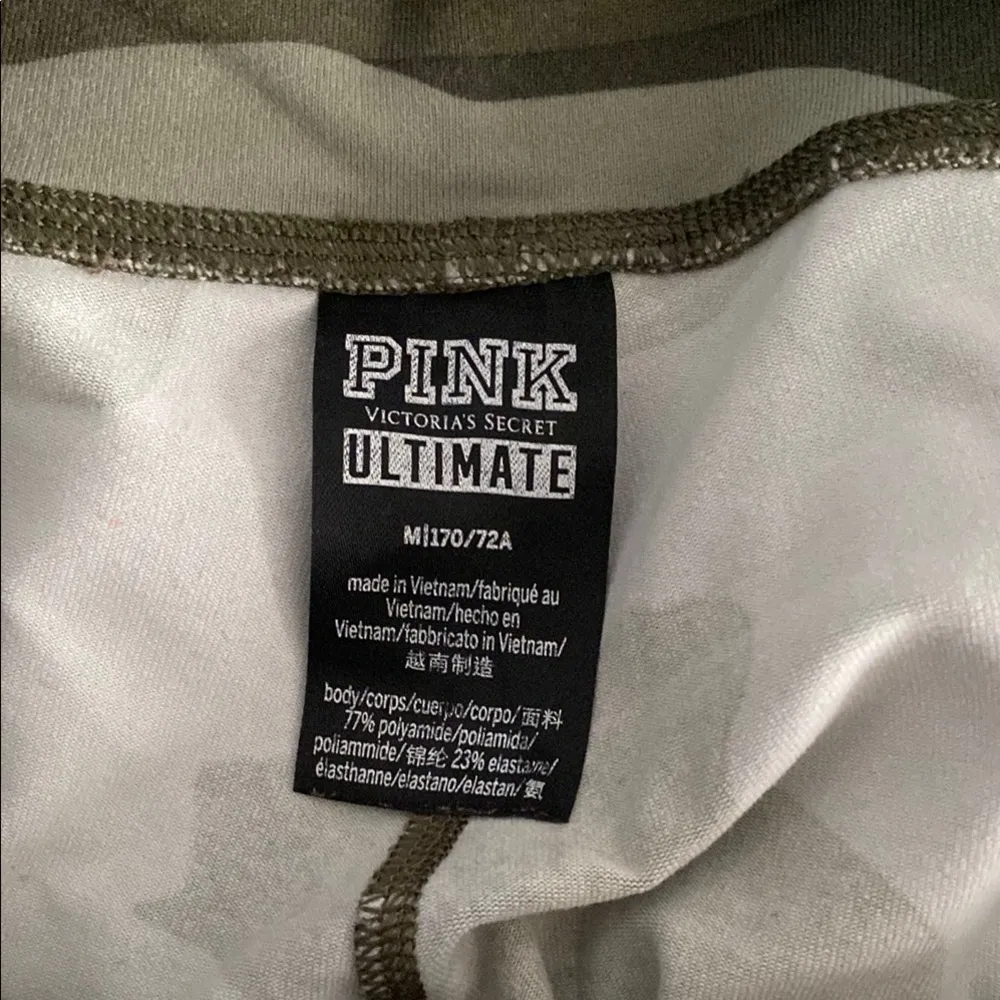 PINK
VICTORIA'S SECRET
ULTIMATE
M|170/72A
made in Vietnam/fabriqué au
Vietnam/hecho en
Vietnam/fabbricato in Vietnam/
越南制造
body/corps/cuerpo/corpo/面料
77% polyamide/poliamida/
poliammide/锦纶 23% elastane/
élasthanne/elastano/elastan/氨